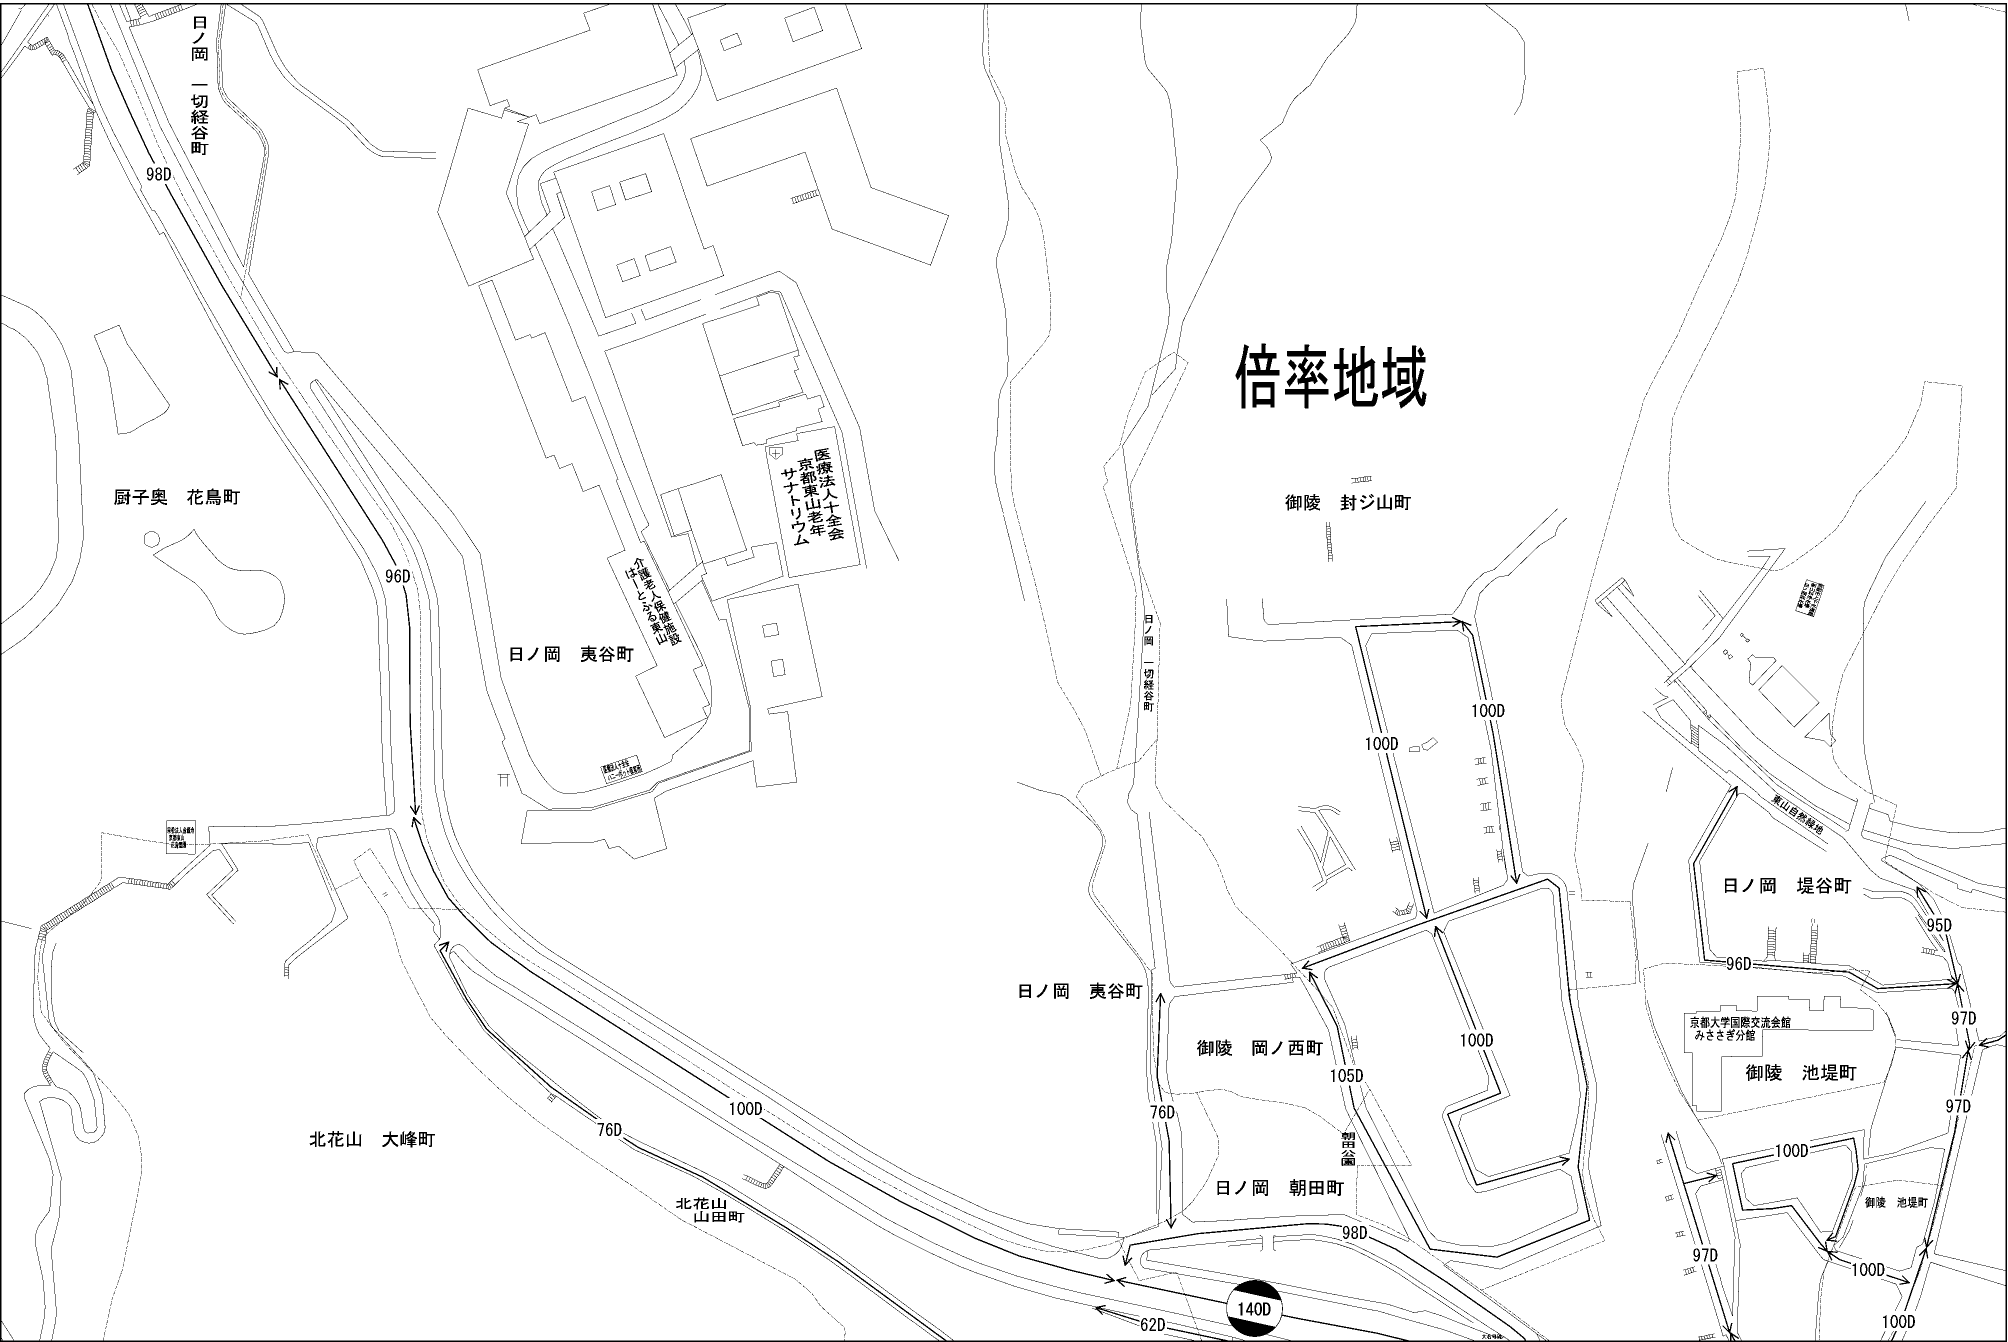 日ノ岡　一切経谷町
98D
倍率地域
医療法人十全会
京都東山老年
サナトリウム
厨子奥　花鳥町
御陵　封ジ山町
96D
介護老人保健施設
はーとふる東山
日ノ岡　夷谷町
日ノ岡　一切経谷町
100D
100D
東山自然緑地
日ノ岡　堤谷町
95D
96D
日ノ岡　夷谷町
97D
京都大学国際交流会館
みささぎ分館
御陵　岡ノ西町
100D
105D
御陵　池堤町
100D
76D
97D
76D
北花山　大峰町
朝田公園
100D
日ノ岡　朝田町
北花山
山田町
御陵　池堤町
98D
97D
100D
140D
62D
100D